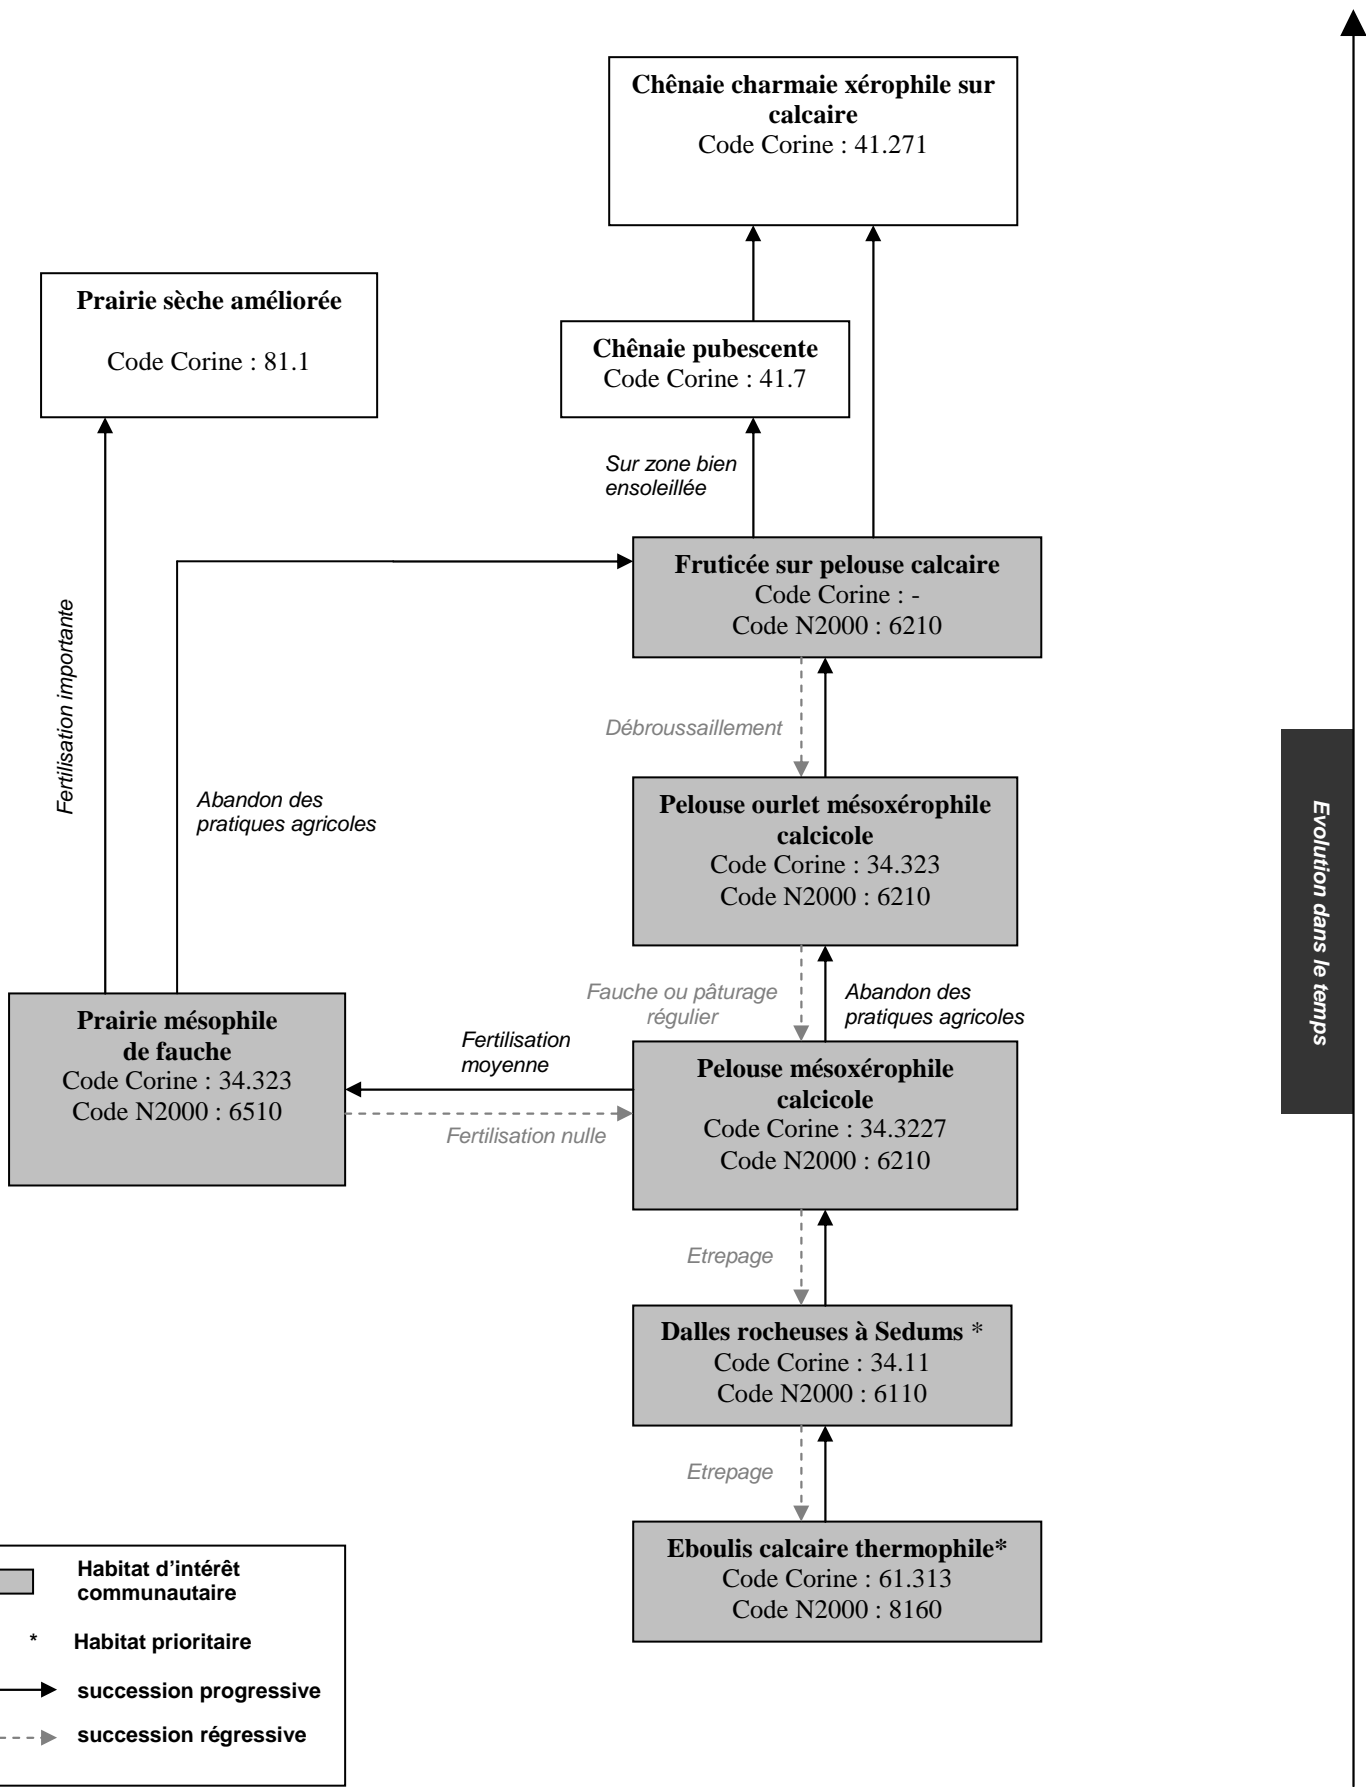 Chênaie charmaie xérophile sur
calcaire
Code Corine : 41.271
Prairie sèche améliorée
Code Corine : 81.1
Chênaie pubescente
Code Corine : 41.7
Sur zone bien
ensoleillée
Fruticée sur pelouse calcaire
Code Corine : -
Code N2000 : 6210
Fertilisation importante
Débroussaillement
Abandon des
pratiques agricoles
Pelouse ourlet mésoxérophile
calcicole
Code Corine : 34.323
Code N2000 : 6210
Evolution dans le temps
Fauche ou pâturage
régulier
Abandon des
pratiques agricoles
Prairie mésophile
de fauche
Code Corine : 34.323
Code N2000 : 6510
Fertilisation
moyenne
Fertilisation nulle
Pelouse mésoxérophile
calcicole
Code Corine : 34.3227
Code N2000 : 6210
Etrepage
Dalles rocheuses à Sedums *
Code Corine : 34.11
Code N2000 : 6110
Etrepage
Eboulis calcaire thermophile*
Code Corine : 61.313
Code N2000 : 8160
Habitat d'intérêt
communautaire
* Habitat prioritaire
succession progressive
succession régressive